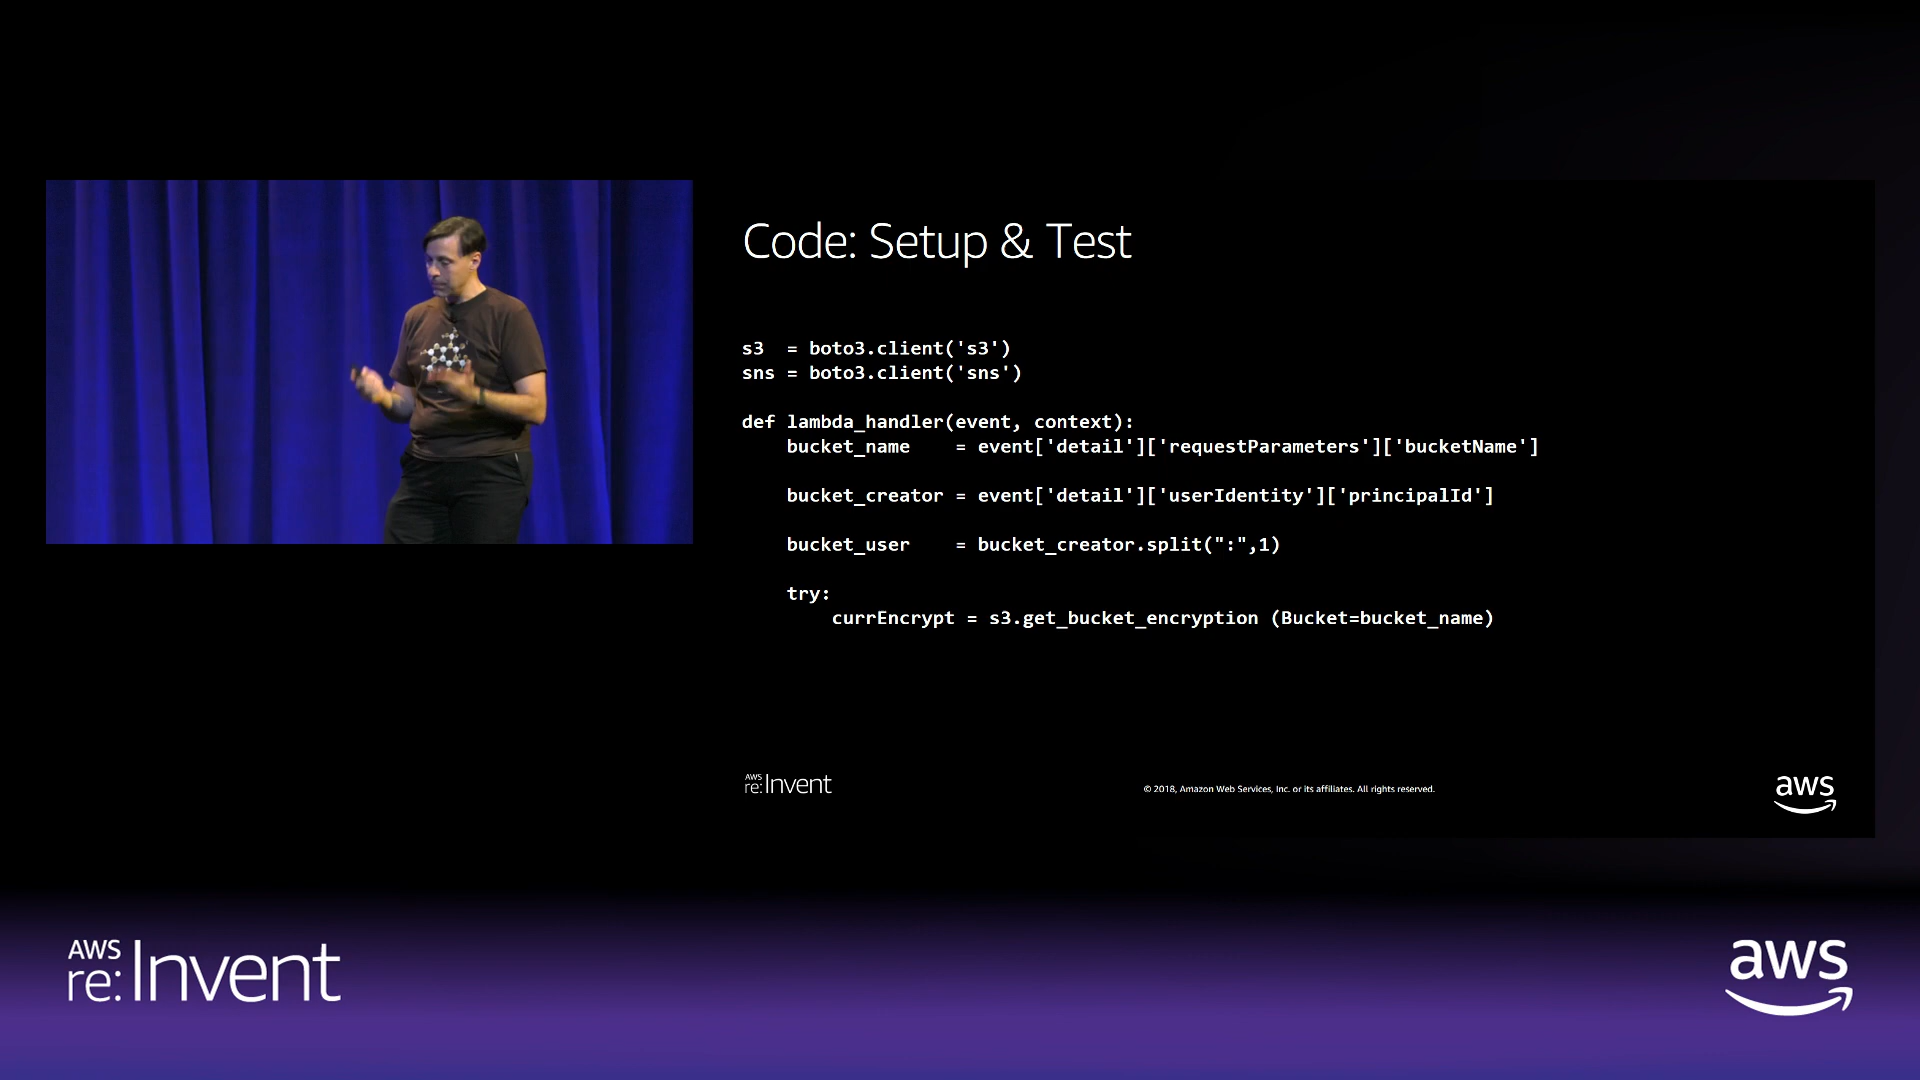 Code: Setup & Test
s3  = boto3.client('s3')
sns = boto3.client('sns')
def lambda_handler(event, context):
    bucket_name    = event['detail']['requestParameters']['bucketName']
    bucket_creator = event['detail']['userIdentity']['principalId']
    bucket_user    = bucket_creator.split(":",1)
    try:
        currEncrypt = s3.get_bucket_encryption (Bucket=bucket_name)
AWS
re:Invent
© 2018, Amazon Web Services, Inc. or its affiliates. All rights reserved.
aws
AWS
re:Invent
aws